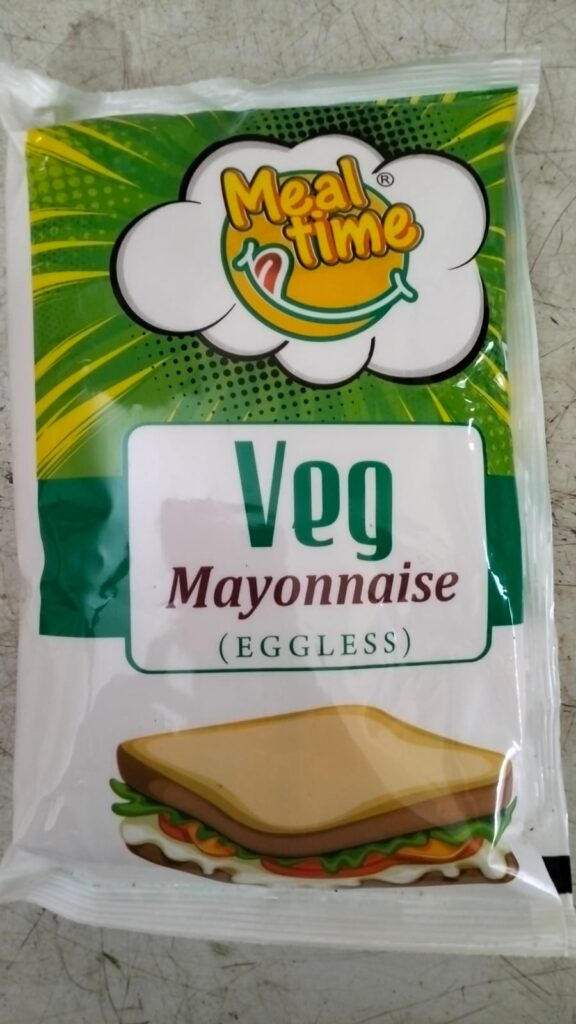 Meal
time ®
Veg
Mayonnaise
(EGGLESS)